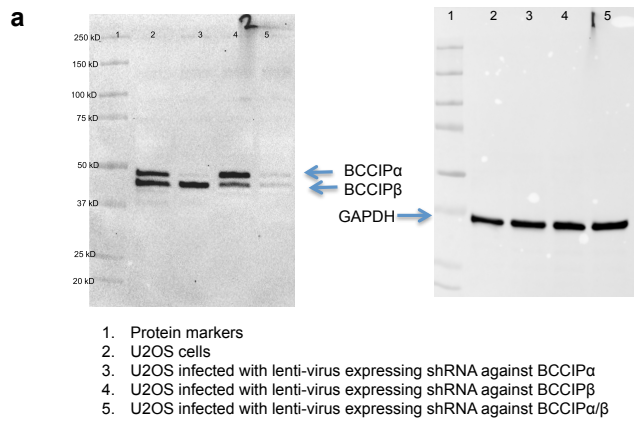 a
1 2 3 4 5
2
250 kD
150 kD
100 kD
75 kD
50 kD
37 kD
25 kD
20 kD
BCCIPα
BCCIPβ
GAPDH
1 2 3 4 5
1. Protein markers
2. U2OS cells
3. U2OS infected with lenti-virus expressing shRNA against BCCIPα
4. U2OS infected with lenti-virus expressing shRNA against BCCIPβ
5. U2OS infected with lenti-virus expressing shRNA against BCCIPα/β